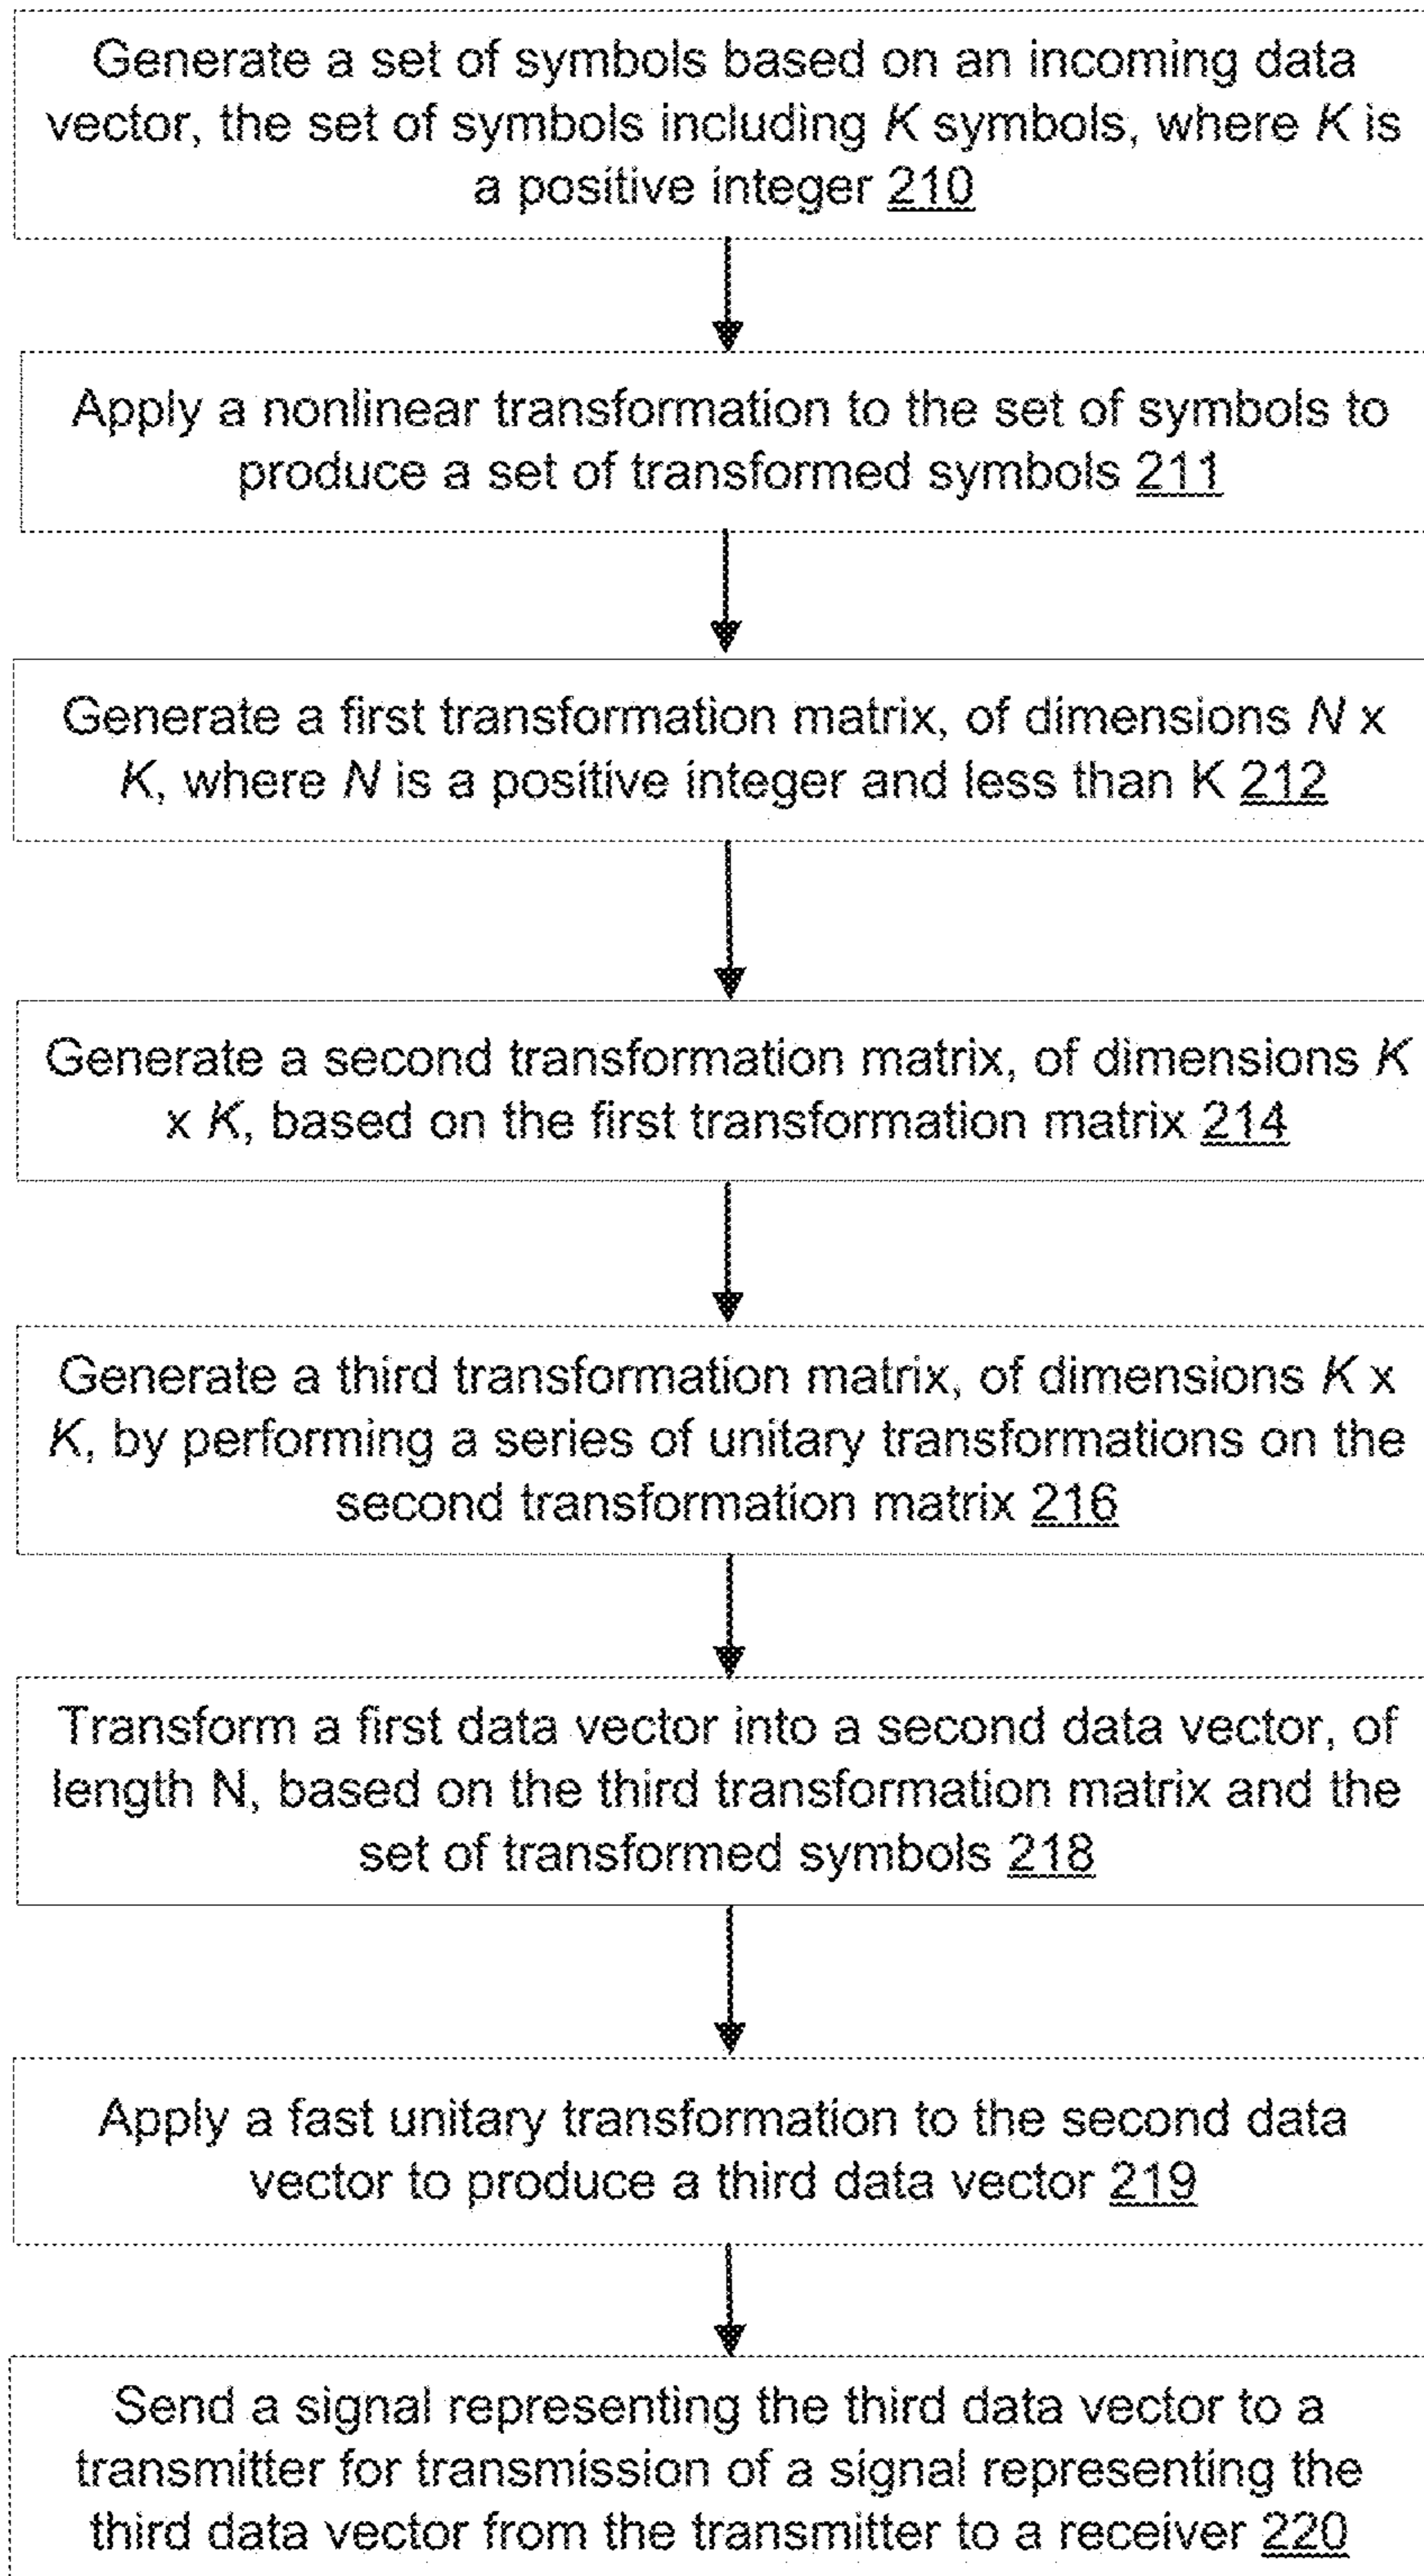 Generate a set of symbols based on an incoming data
vector, the set of symbols including K symbols, where K is
a positive integer 210
Apply a nonlinear transformation to the set of symbols to
produce a set of transformed symbols 211
Generate a first transformation matrix, of dimensions N x
K, where N is a positive integer and less than K 212
Generate a second transformation matrix, of dimensions K
x K, based on the first transformation matrix 214
Generate a third transformation matrix, of dimensions K x
K, by performing a series of unitary transformations on the
second transformation matrix 216
Transform a first data vector into a second data vector, of
length N, based on the third transformation matrix and the
set of transformed symbols 218
Apply a fast unitary transformation to the second data
vector to produce a third data vector 219
Send a signal representing the third data vector to a
transmitter for transmission of a signal representing the
third data vector from the transmitter to a receiver 220